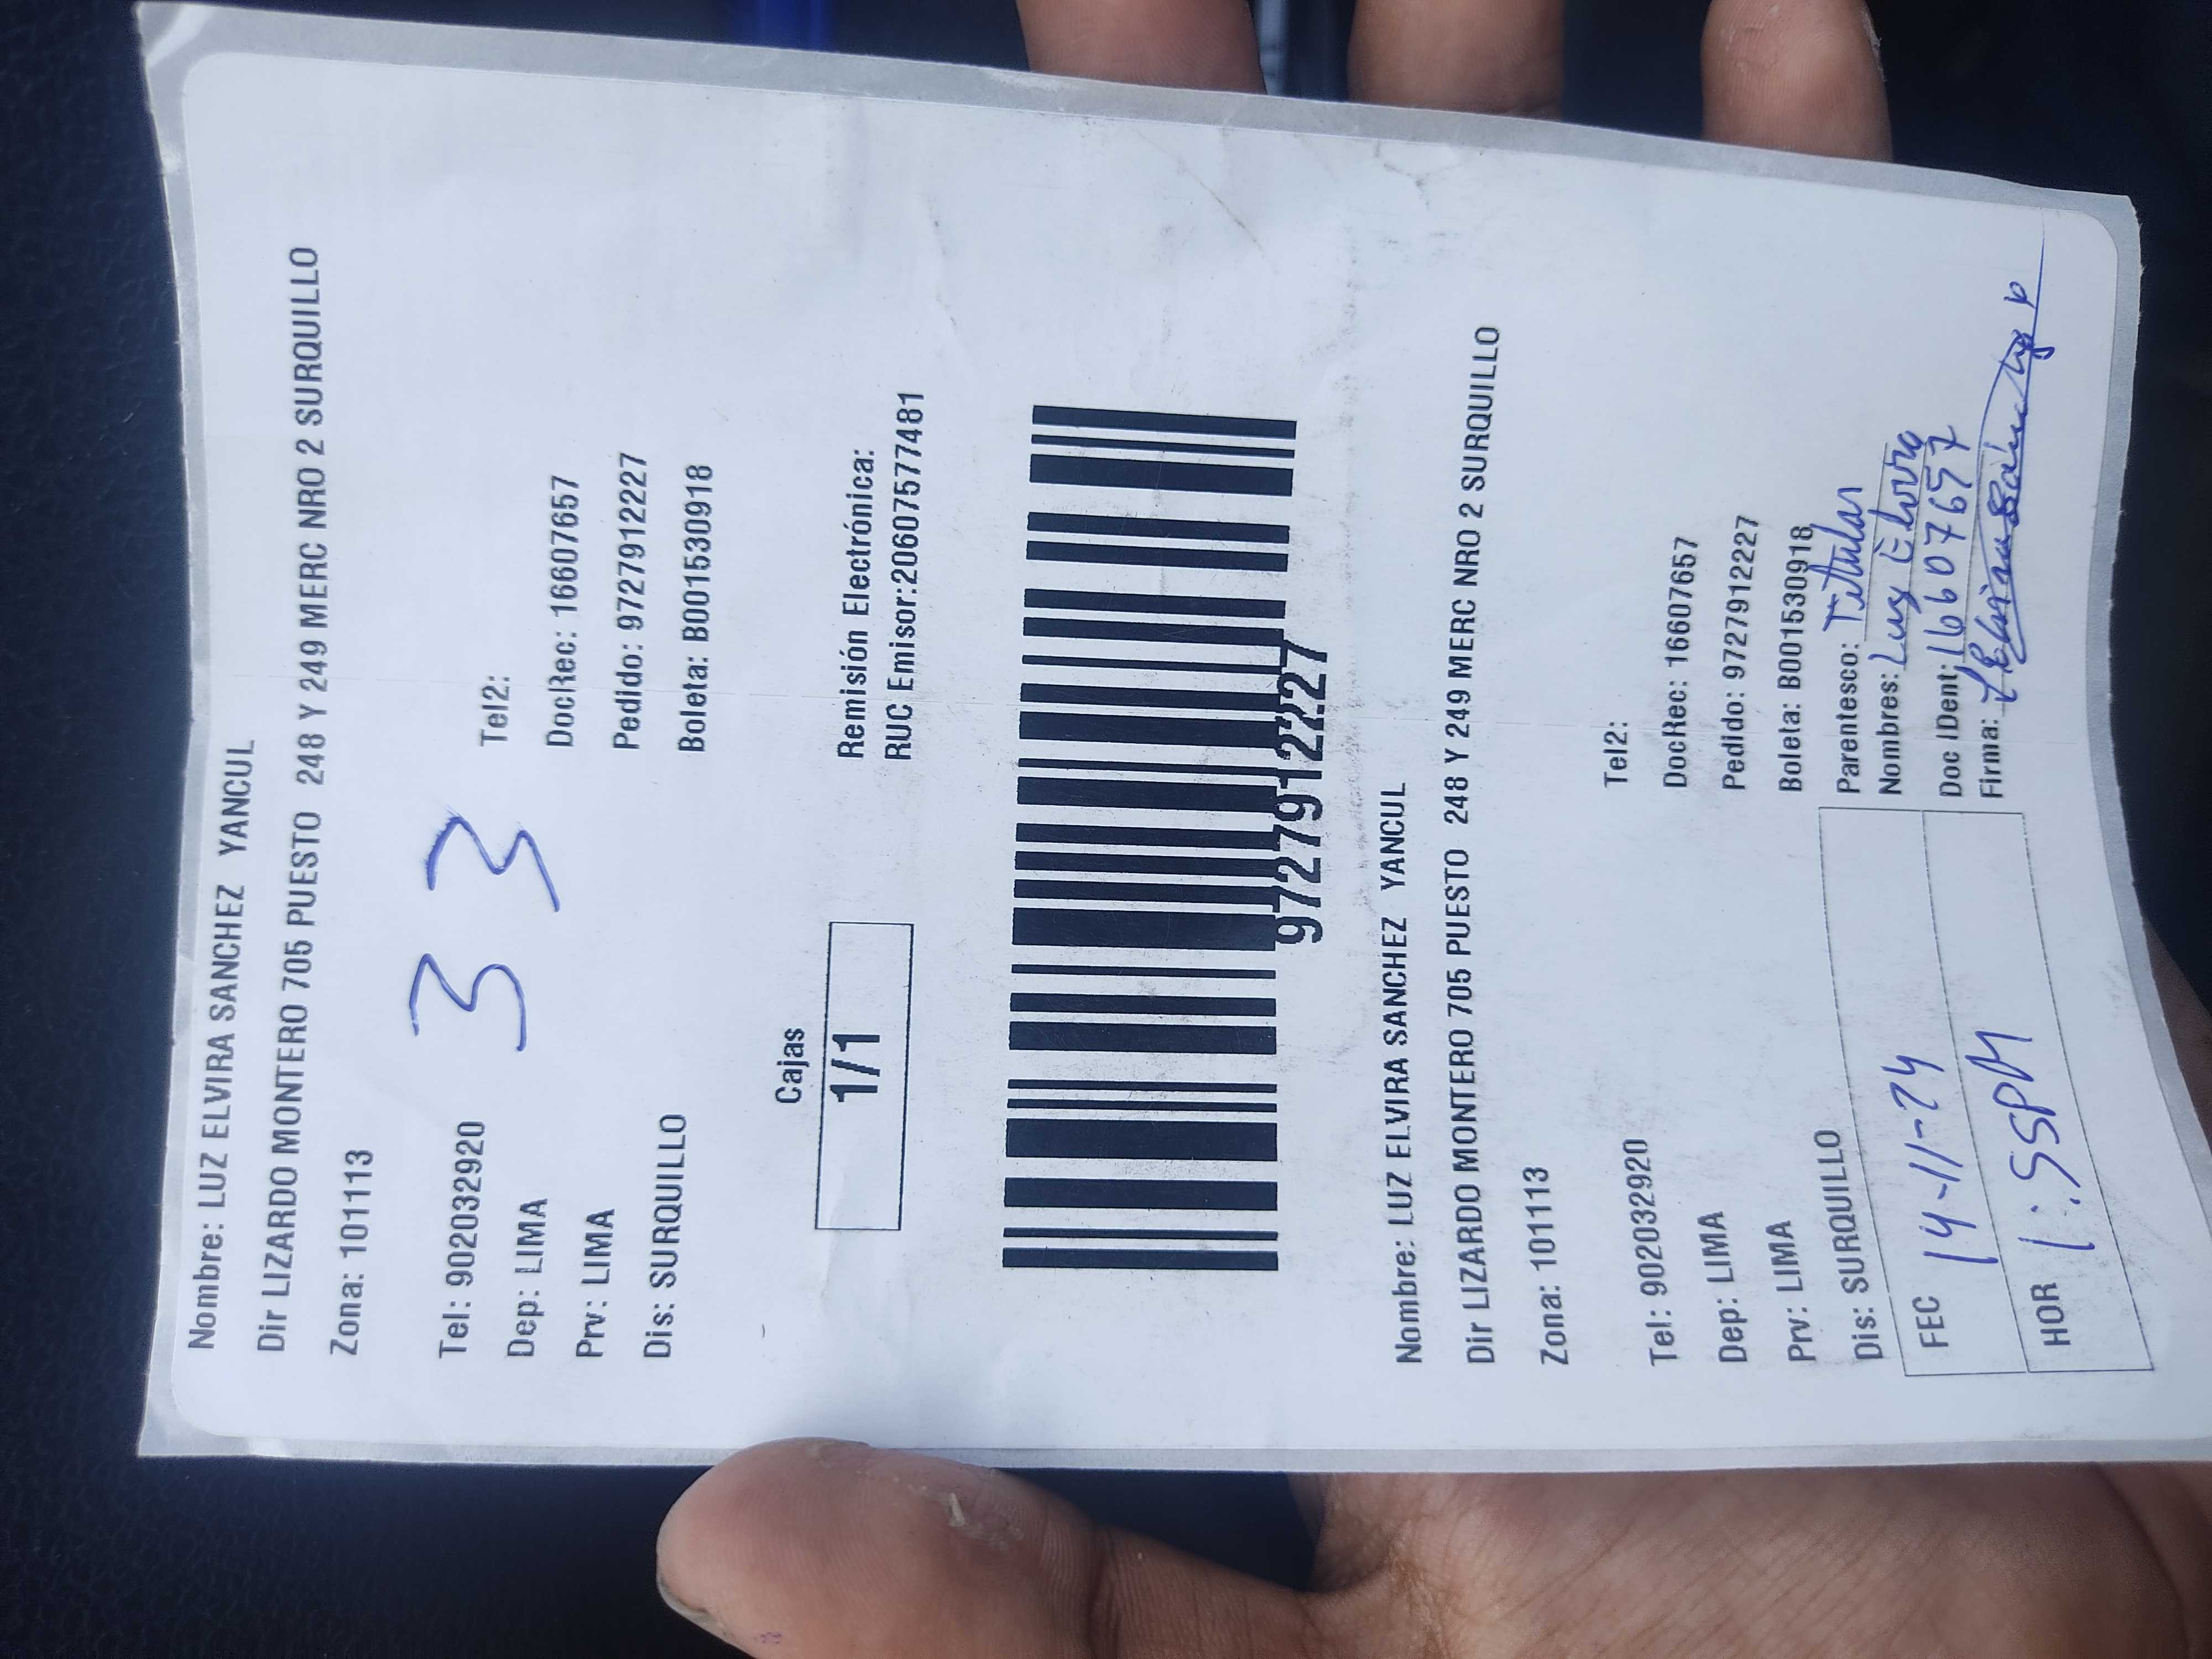 Nombre: LUZ ELVIRA SANCHEZ YANCUL
Dir LIZARDO MONTERO 705 PUESTO 248 Y 249 MERC NRO 2 SURQUILLO
Zona: 101113
33
Tel: 902032920 Tel2:
Dep: LIMA DocRec: 16607657
Prv: LIMA Pedido: 9727912227
Dis: SURQUILLO Boleta: B001530918
Cajas
1/1
Remisión Electrónica:
RUC Emisor:20607577481
9727912227
Nombre: LUZ ELVIRA SANCHEZ YANCUL
Dir LIZARDO MONTERO 705 PUESTO 248 Y 249 MERC NRO 2 SURQUILLO
Zona: 101113
Tel: 902032920 Tel2:
Dep: LIMA DocRec: 16607657
Prv: LIMA Pedido: 9727912227
Dis: SURQUILLO Boleta: B001530918
FEC 14-11-24
HOR 1:55PM
Parentesco: Titular
Nombres: Luz Elvira
Doc IDent: 16607657
Firma: